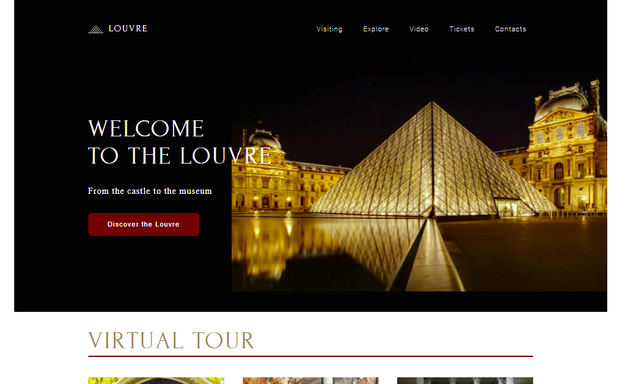 LOUVRE
Visiting Explore Video Tickets Contacts
WELCOME
TO THE LOUVRE
From the castle to the museum
Discover the Louvre
VIRTUAL TOUR